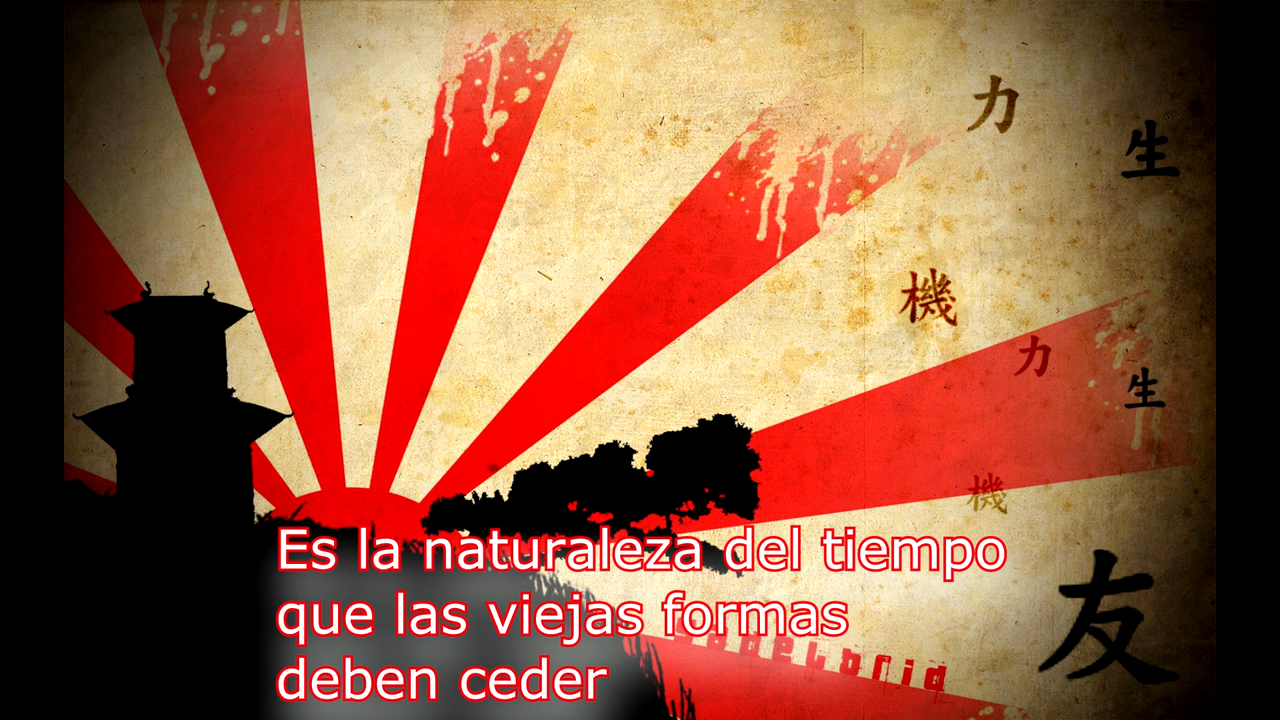 力
生
機
力
生
機
友
Es la naturaleza del tiempo
que las viejas formas
deben ceder